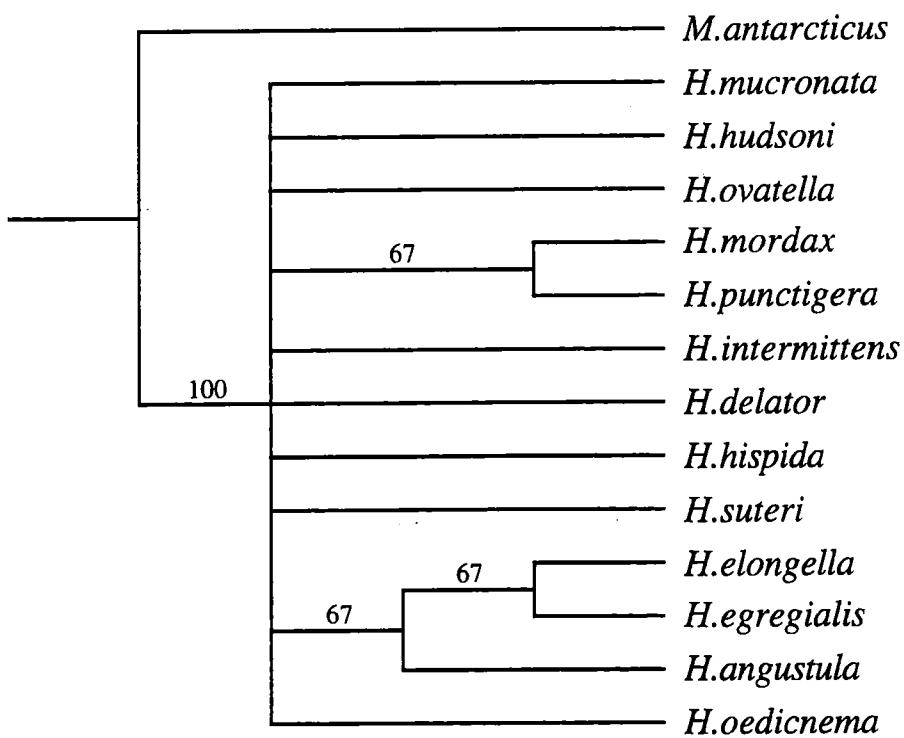 M.antarcticus
H.mucronata
H.hudsoni
H.ovatella
H.mordax
67
H.punctigera
H.intermittens
100
H.delator
H.hispida
H.suteri
H.elongella
67
H.egregialis
67
H.angustula
H.oedicnema